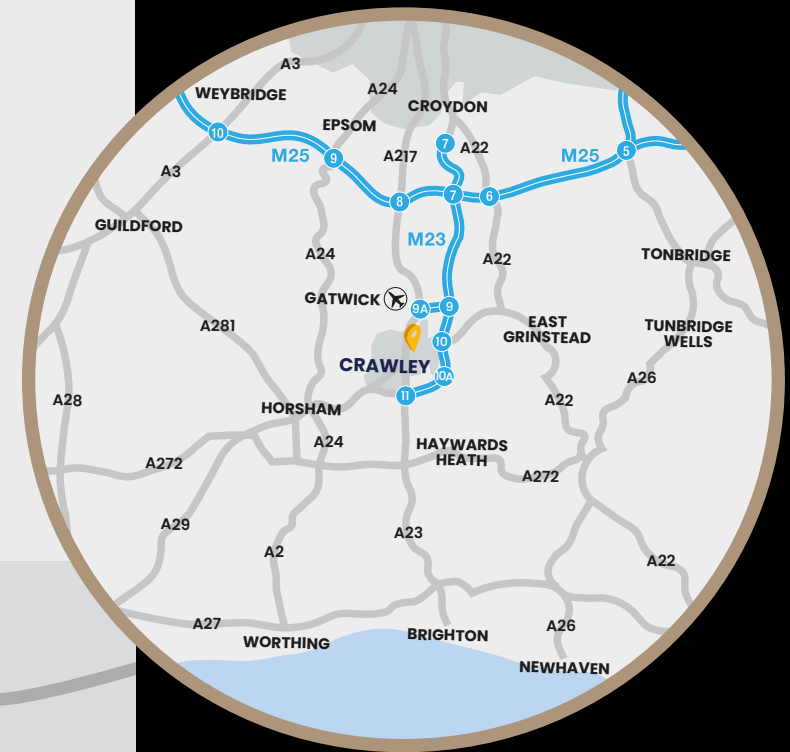 A3
A24
WEYBRIDGE
CROYDON
EPSOM
10
7
A22
5
M25
9
A217
M25
A3
7
6
8
GUILDFORD
M23
A24
A22
TONBRIDGE
GATWICK
9A
9
A281
EAST
GRINSTEAD
TUNBRIDGE
WELLS
10
CRAWLEY
10A
A26
11
A28
A22
HORSHAM
A24
HAYWARDS
HEATH
A272
A272
A29
A23
A2
A22
A27
A26
WORTHING
BRIGHTON
NEWHAVEN